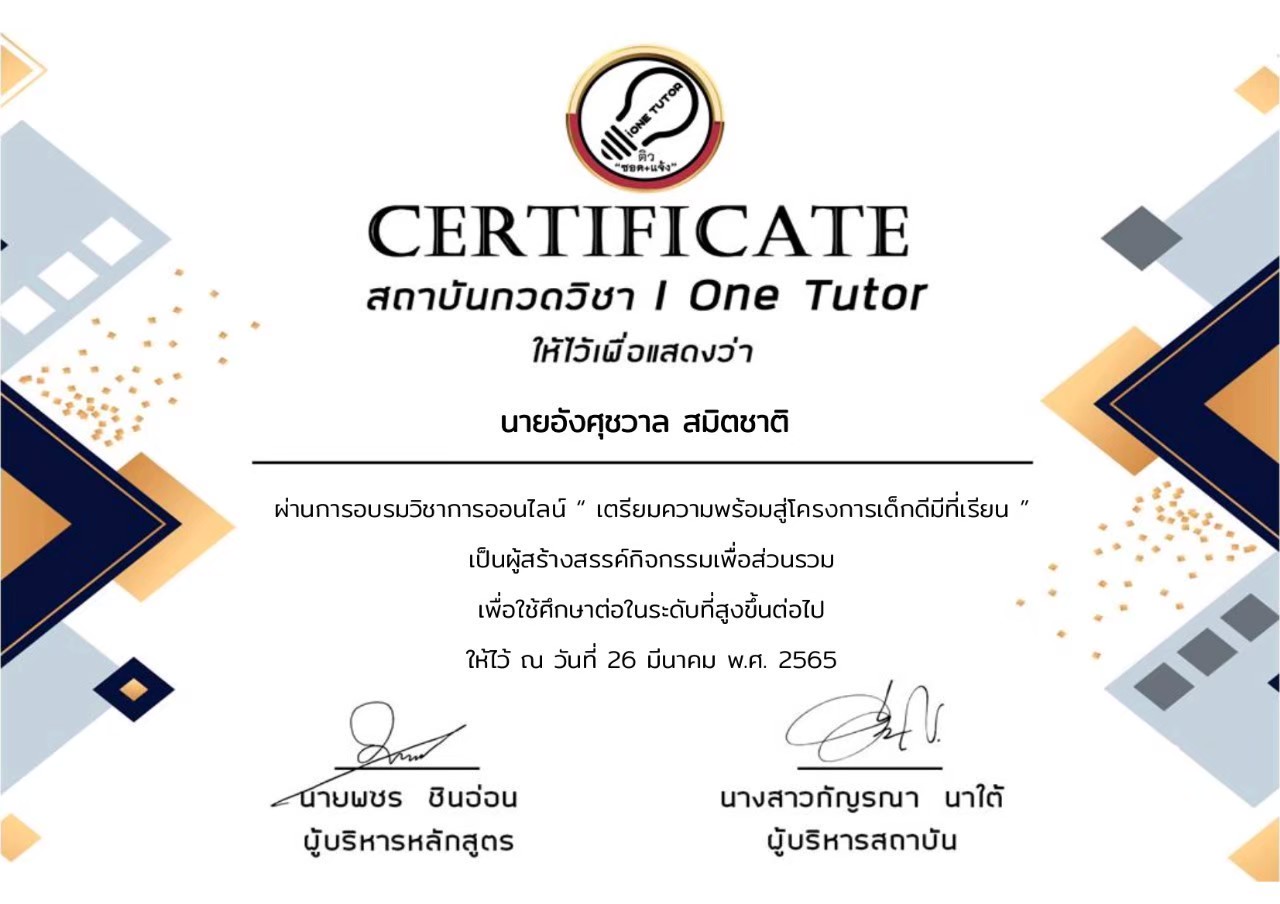 iONE TUTOR
ติว
"ชอต+แจ้ง"
CERTIFICATE
สถาบันกวดวิชา I One Tutor
ให้ไว้เพื่อแสดงว่า
นายอังศุชวาล สมิตชาติ
ผ่านการอบรมวิชาการออนไลน์ “ เตรียมความพร้อมสู่โครงการเด็กดีมีที่เรียน ”
เป็นผู้สร้างสรรค์กิจกรรมเพื่อส่วนรวม
เพื่อใช้ศึกษาต่อในระดับที่สูงขึ้นต่อไป
ให้ไว้ ณ วันที่ 26 มีนาคม พ.ศ. 2565
นายพชร ชินอ่อน
ผู้บริหารหลักสูตร
นางสาวกัญรณา นาใต้
ผู้บริหารสถาบัน